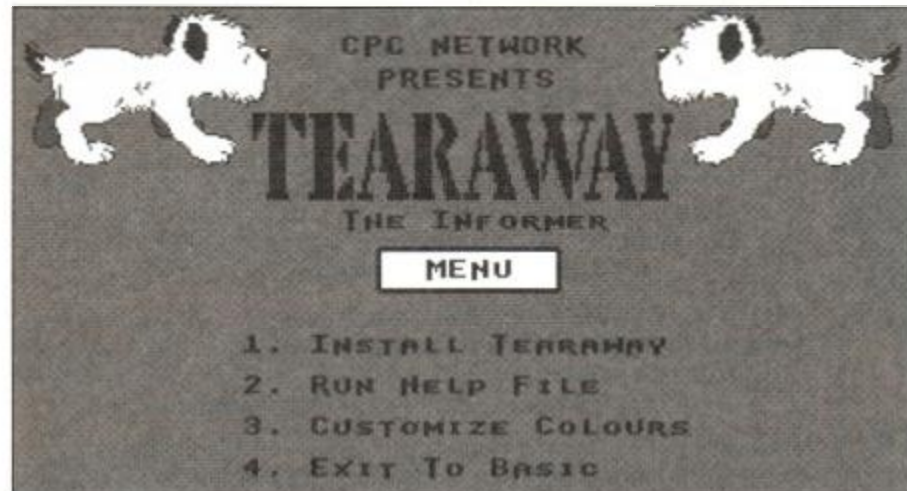 CPC NETWORK
PRESENTS
TEARAWAY
THE INFORMER
MENU
1. INSTALL TEARAWAY
2. RUN HELP FILE
3. CUSTOMIZE COLOURS
4. EXIT TO BASIC